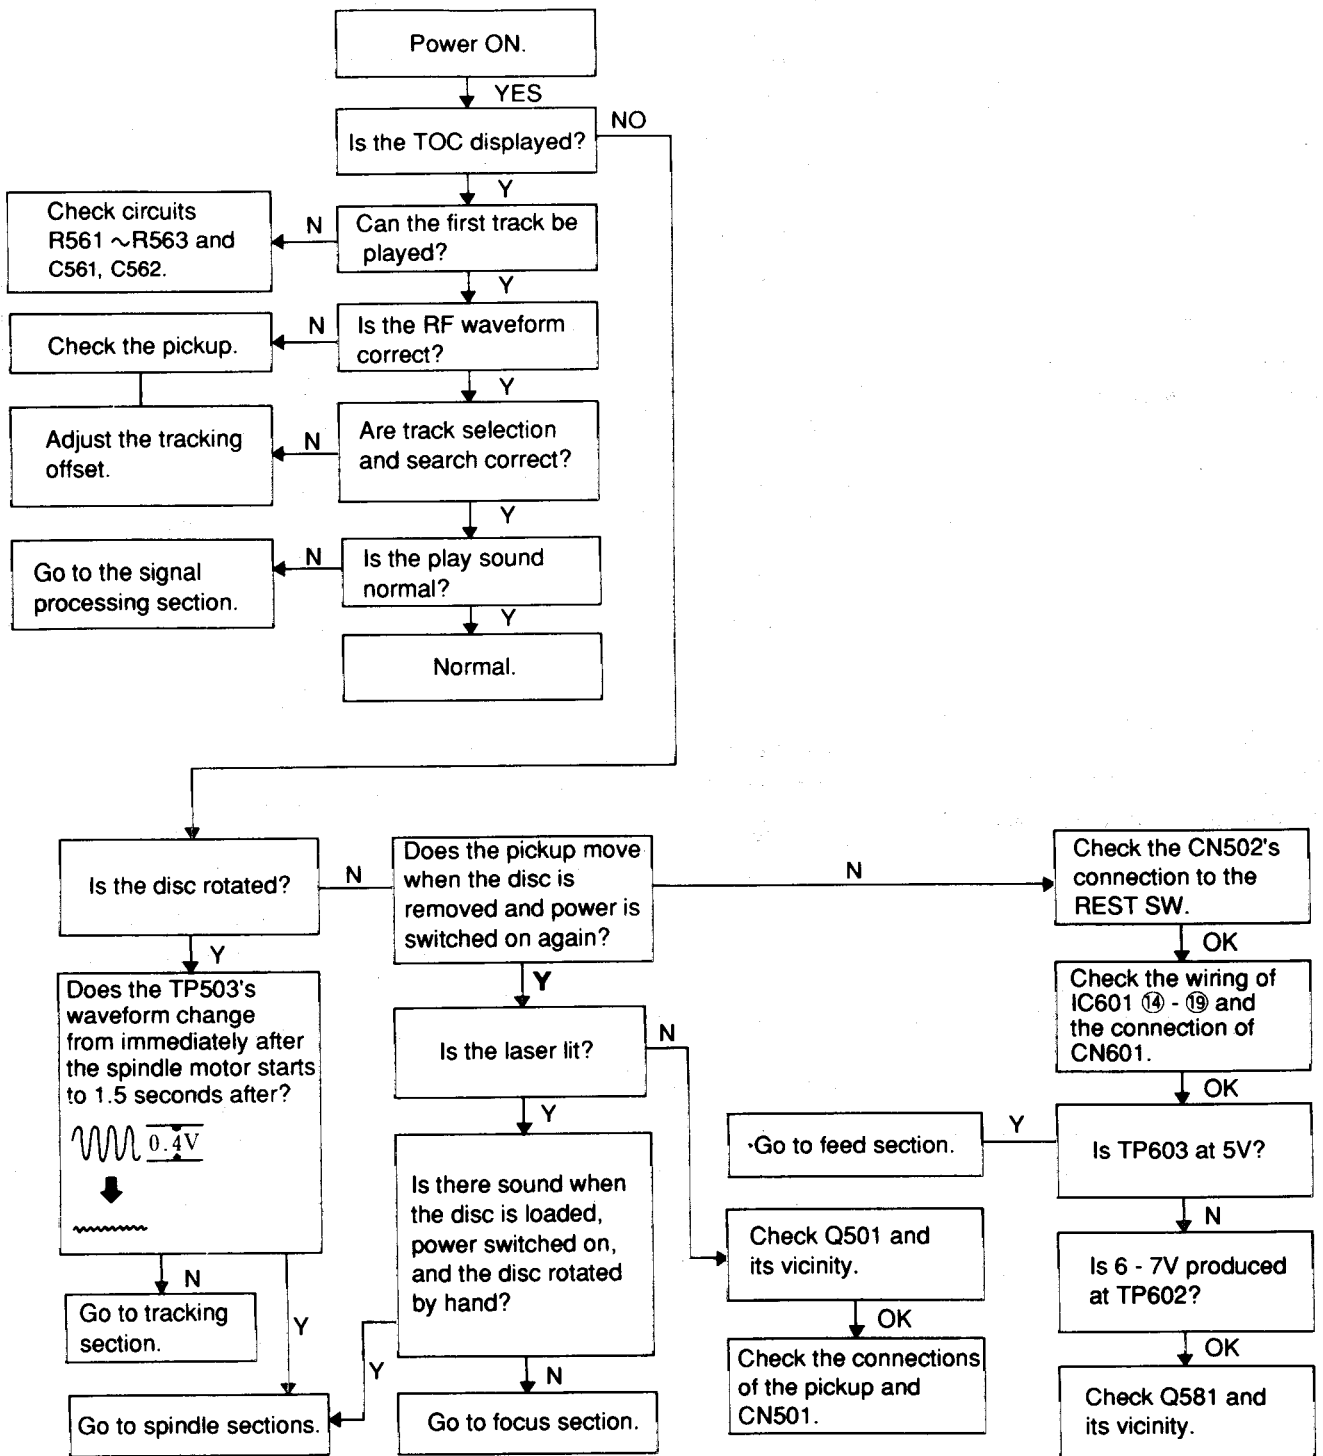 Power ON.
YES
Is the TOC displayed?
NO
Y
Can the first track be
played?
N
Check circuits
R561 ~R563 and
C561, C562.
Y
Is the RF waveform
correct?
N
Check the pickup.
Y
Are track selection
and search correct?
N
Adjust the tracking
offset.
Y
Is the play sound
normal?
N
Go to the signal
processing section.
Y
Normal.
Is the disc rotated?
N
Does the pickup move
when the disc is
removed and power is
switched on again?
N
Check the CN502's
connection to the
REST SW.
OK
Check the wiring of
IC601 ⑭ - ⑲ and
the connection of
CN601.
OK
Is TP603 at 5V?
Y
Go to feed section.
N
Is 6 - 7V produced
at TP602?
OK
Check Q581 and
its vicinity.
Y
Does the TP503's
waveform change
from immediately after
the spindle motor starts
to 1.5 seconds after?
0.4V
N
Go to tracking
section.
Y
Go to spindle sections.
Y
Is the laser lit?
N
Check Q501 and
its vicinity.
OK
Check the connections
of the pickup and
CN501.
Y
Is there sound when
the disc is loaded,
power switched on,
and the disc rotated
by hand?
Y
N
Go to focus section.